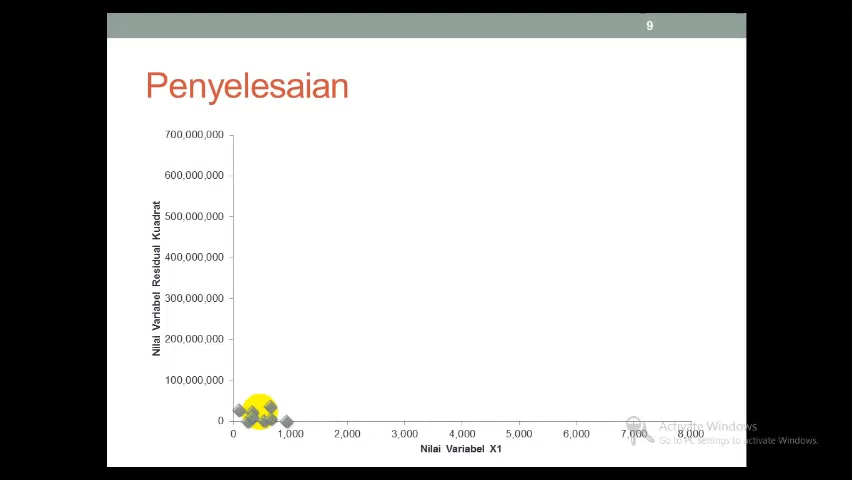 9
Penyelesaian
700,000,000
600,000,000
500,000,000
400,000,000
300,000,000
200,000,000
100,000,000
0
Nilai Variabel Residual Kuadrat
0 1,000 2,000 3,000 4,000 5,000 6,000 7,000 8,000
Nilai Variabel X1
Activate Windows
Go to PC settings to activate Windows.